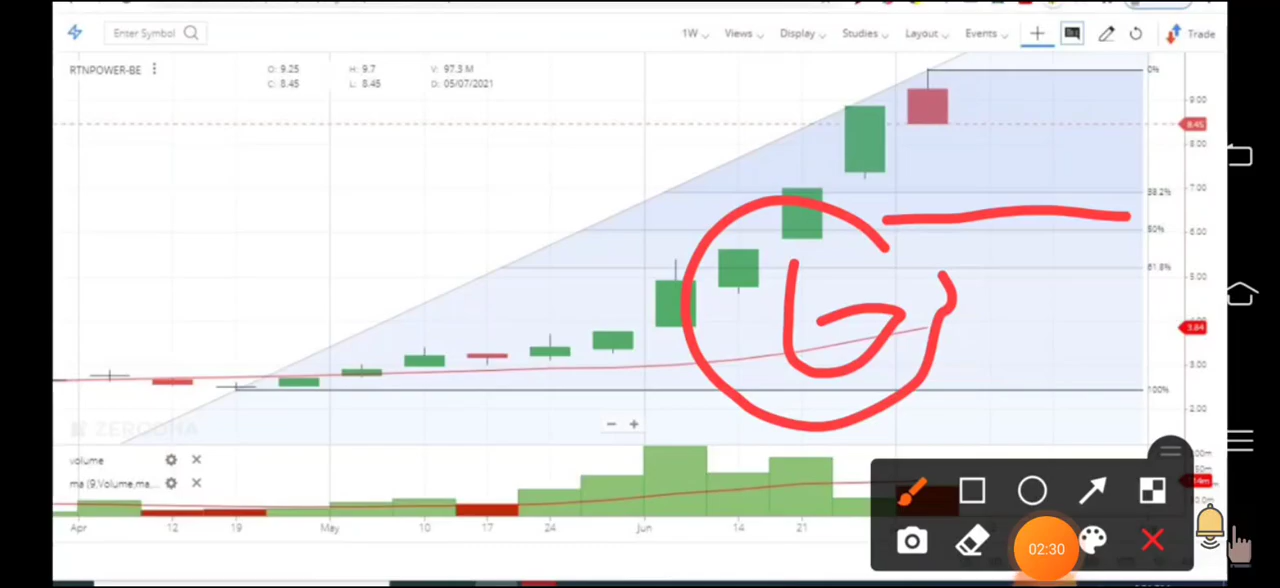 Enter Symbol
1W Views Display Studies Layout Events Trade
RTNPOWER-BE O: 9.25 H: 9.7 V: 97.3 M
C: 8.45 L: 8.45 D: 05/07/2021
0%
9.00
8.45
8.00
38.2%
7.00
50%
6.00
61.8%
5.00
3.84
3.00
100%
2.00
6
ZERODHA
volume
ma (9,Volume,ma...
Apr 12 19 May 10 17 24 Jun 14 21
02:30